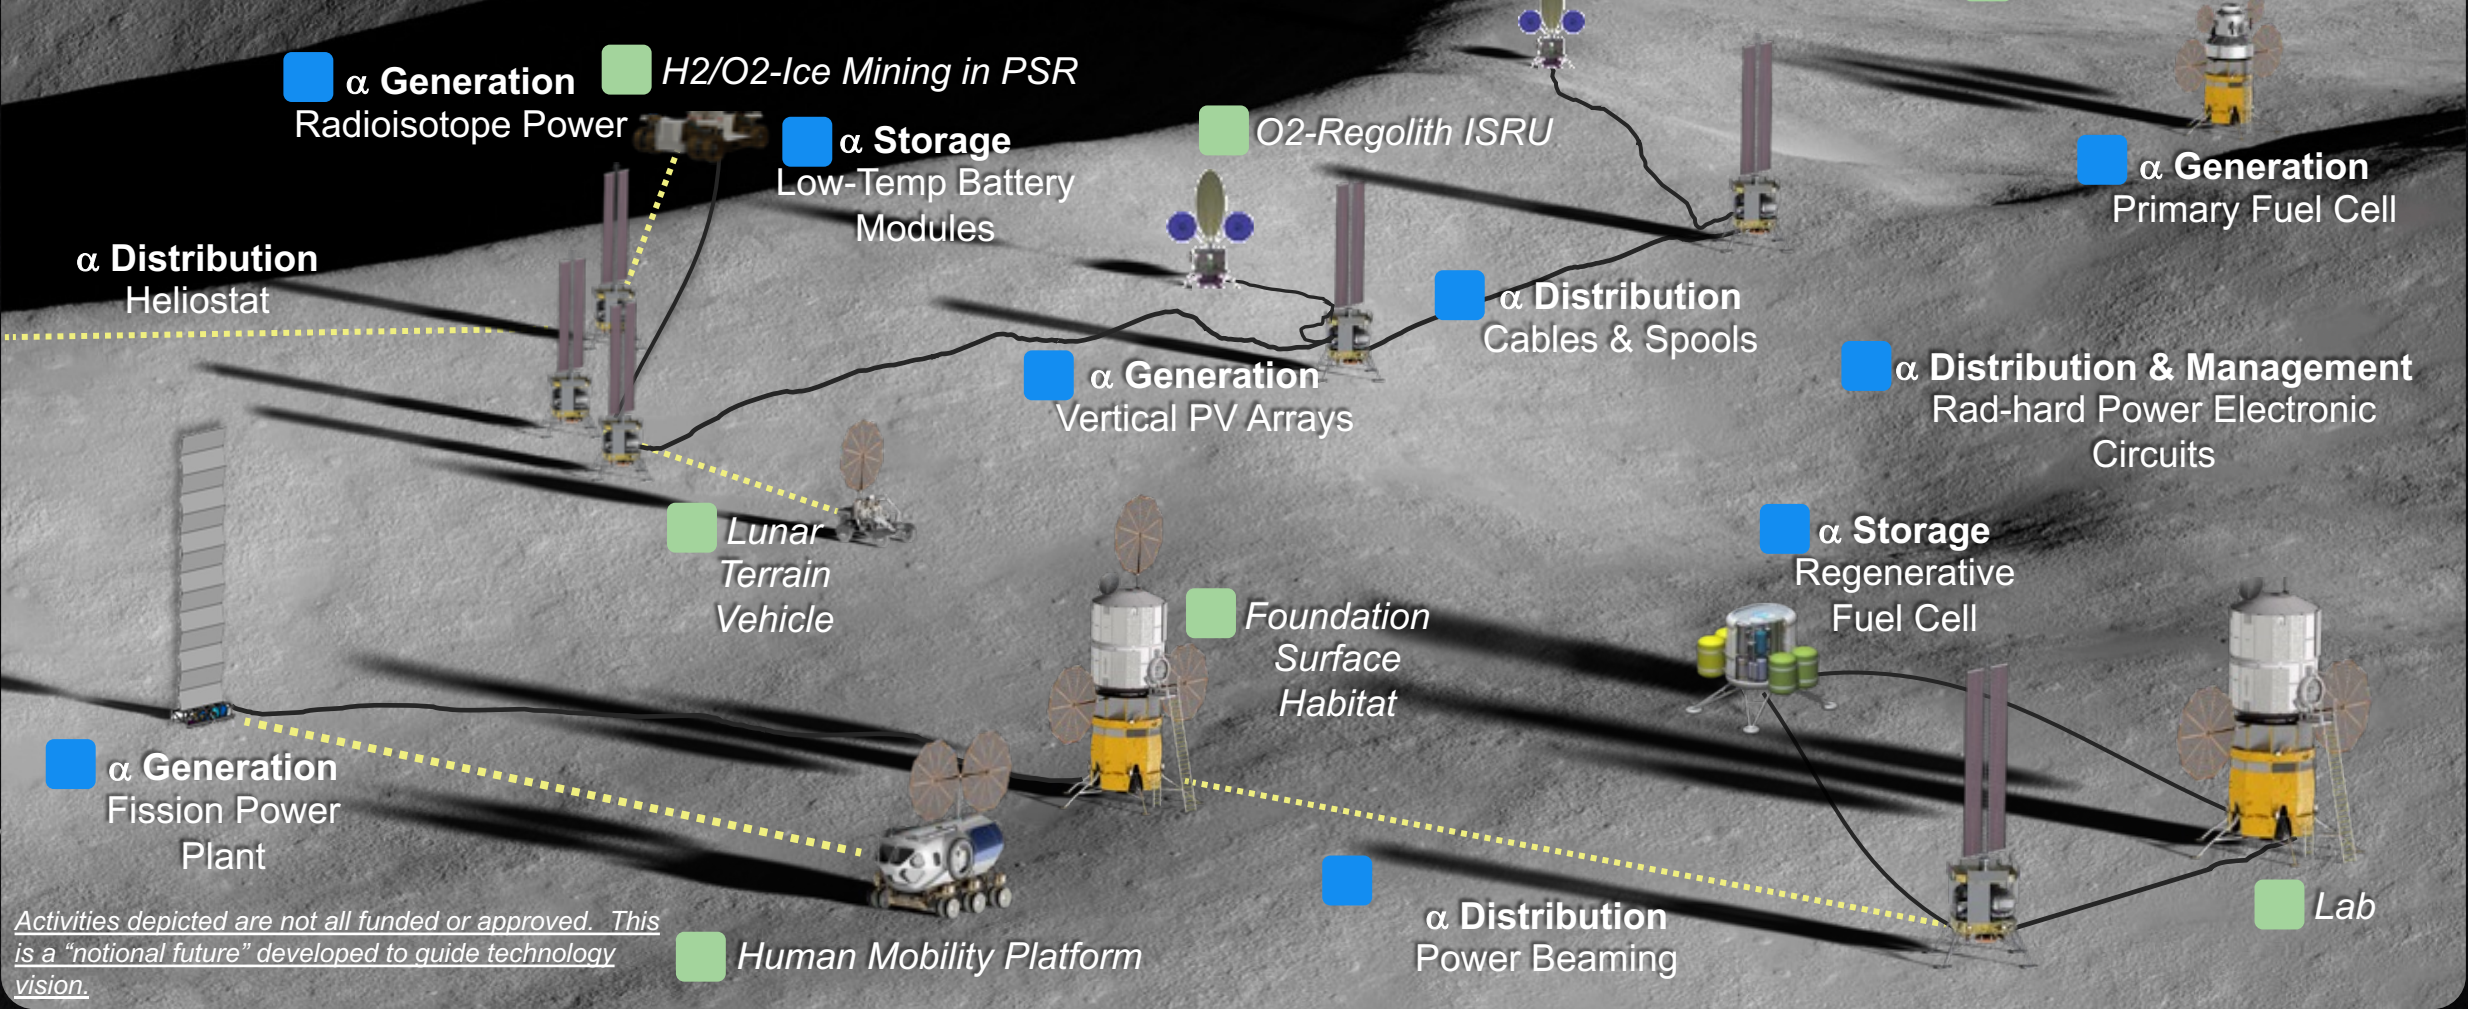 α Generation
Radioisotope Power
H2/O2-Ice Mining in PSR
α Storage
Low-Temp Battery
Modules
O2-Regolith ISRU
α Generation
Primary Fuel Cell
α Distribution
Heliostat
α Distribution
Cables & Spools
α Generation
Vertical PV Arrays
α Distribution & Management
Rad-hard Power Electronic
Circuits
Lunar
Terrain
Vehicle
α Storage
Regenerative
Fuel Cell
Foundation
Surface
Habitat
α Generation
Fission Power
Plant
α Distribution
Power Beaming
Lab
Human Mobility Platform
Activities depicted are not all funded or approved.  This
is a “notional future” developed to guide technology
vision.